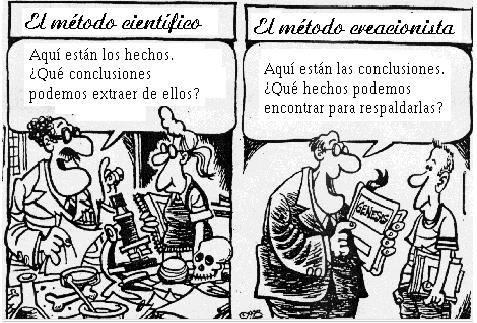 El método científico
Aquí están los hechos.
¿Qué conclusiones
podemos extraer de ellos?
El método creacionista
Aquí están las conclusiones.
¿Qué hechos podemos
encontrar para respaldarlas?
GENESIS